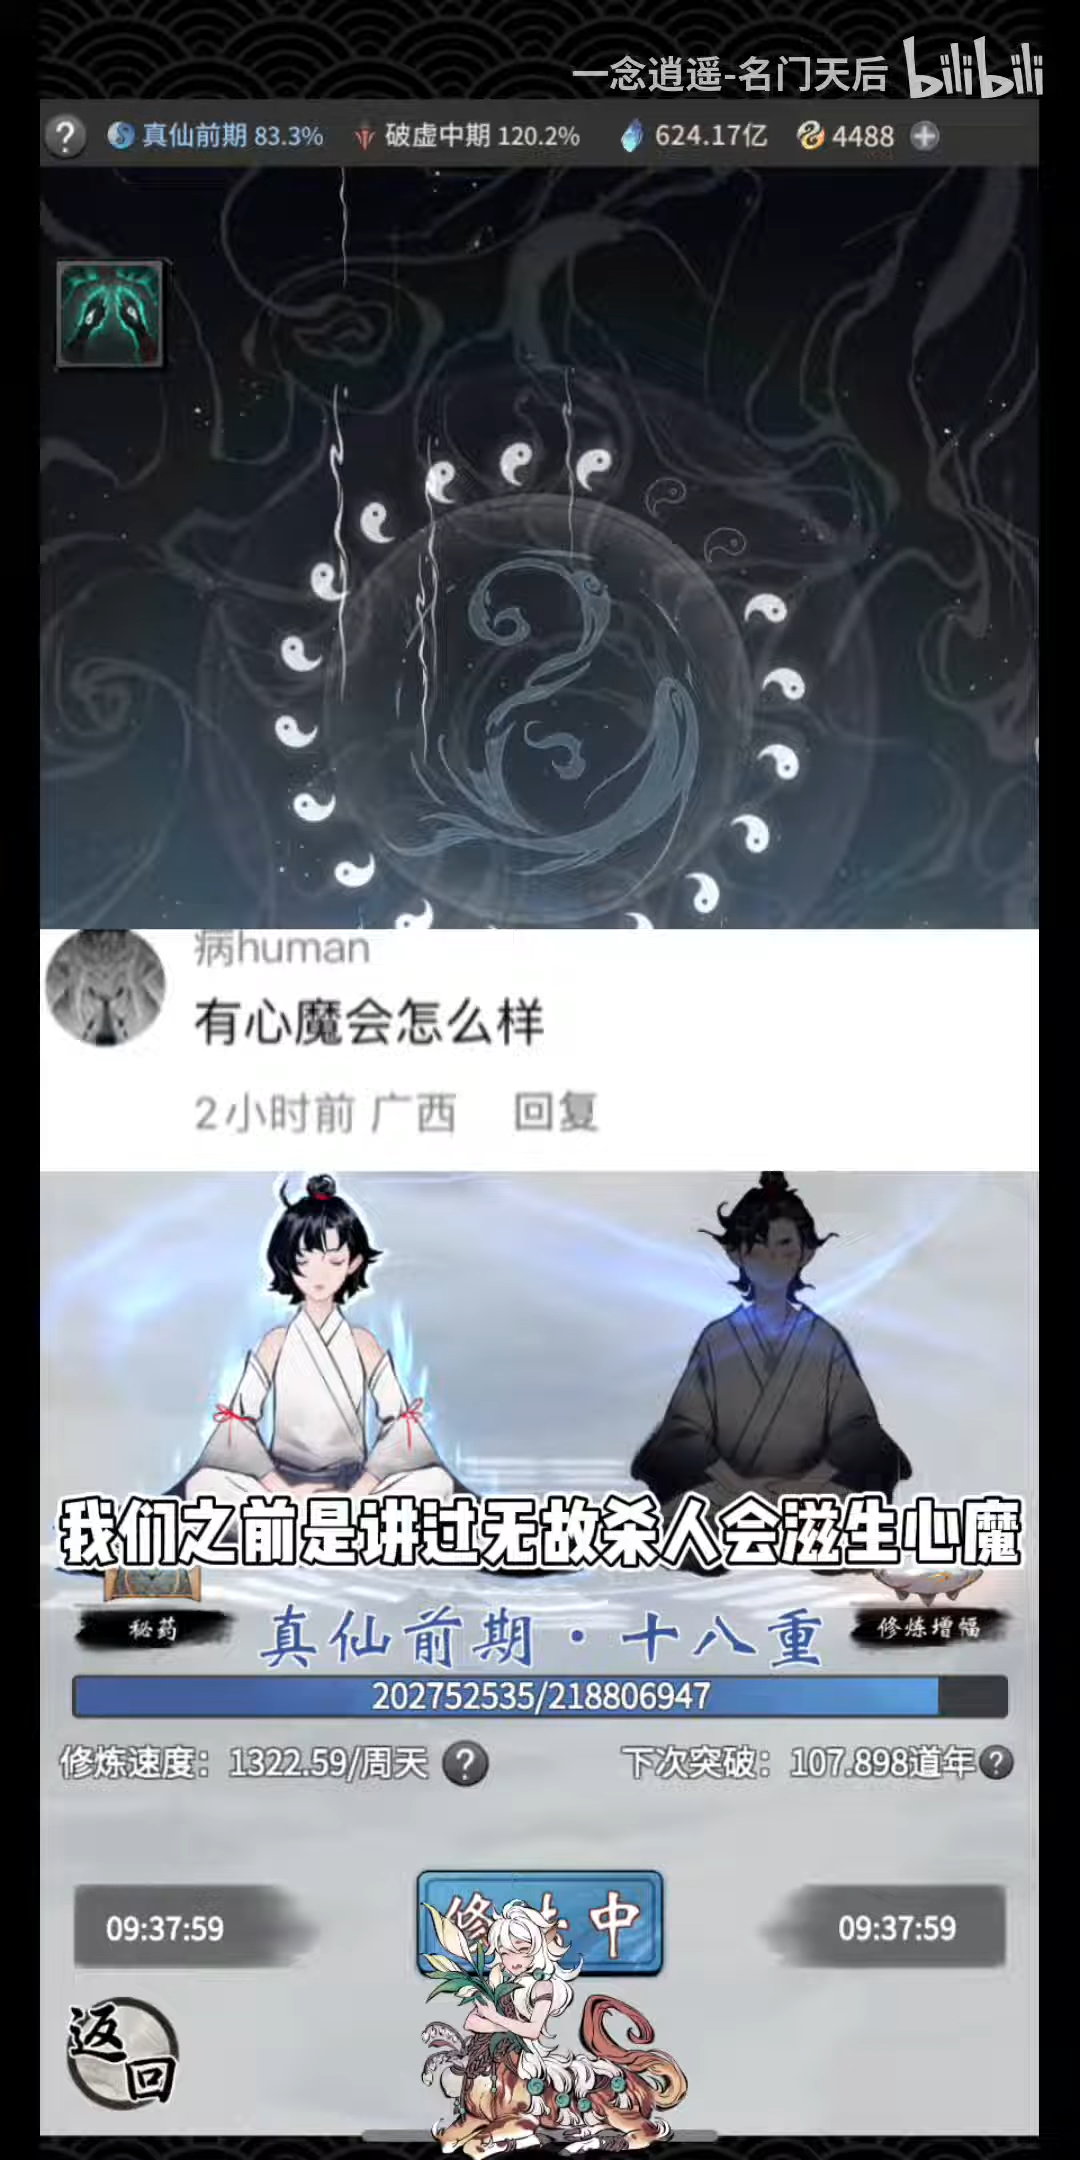 一念逍遥-名门天后 bilibili
? 真仙前期 83.3% 破虚中期 120.2% 624.17亿 4488 +
病human
有心魔会怎么样
2小时前 广西 回复
我们之前是讲过无故杀人会滋生心魔
秘药 真仙前期·十八重 修炼增幅
202752535/218806947
修炼速度：1322.59/周天 ? 下次突破：107.898道年 ?
09:37:59 修 中 09:37:59
返回